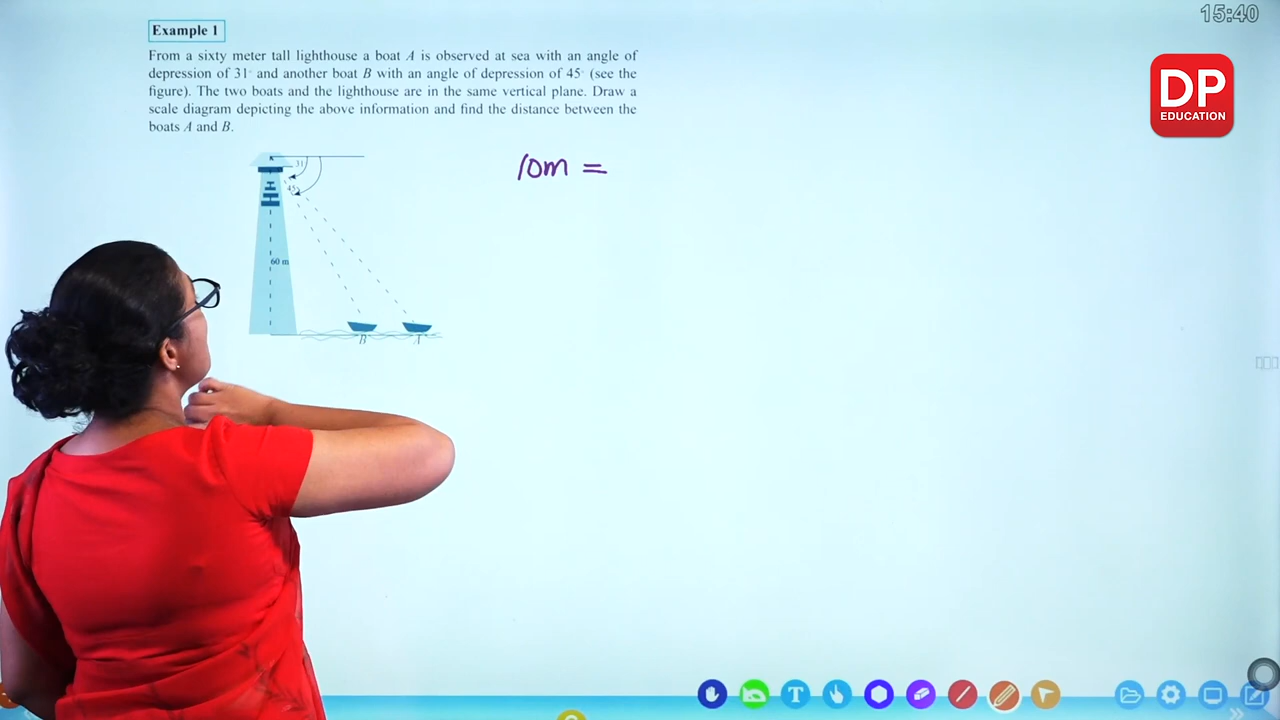 15:40
Example 1
From a sixty meter tall lighthouse a boat A is observed at sea with an angle of
depression of 31° and another boat B with an angle of depression of 45° (see the
figure). The two boats and the lighthouse are in the same vertical plane. Draw a
scale diagram depicting the above information and find the distance between the
boats A and B.
DP
EDUCATION
10m =
31°
45°
60 m
B
A
T